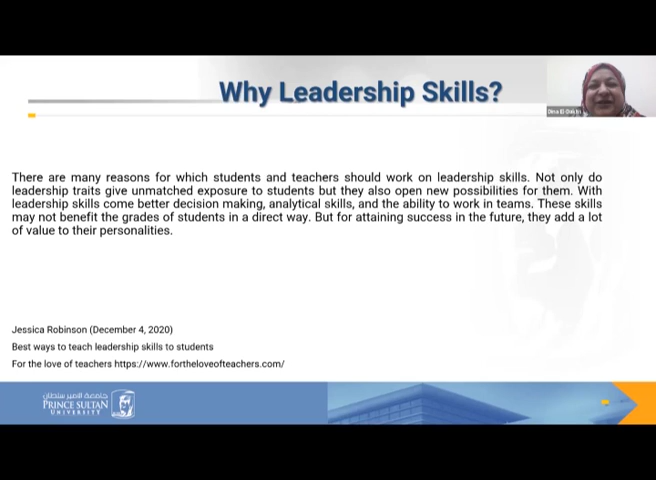 Why Leadership Skills?
There are many reasons for which students and teachers should work on leadership skills. Not only do
leadership traits give unmatched exposure to students but they also open new possibilities for them. With
leadership skills come better decision making, analytical skills, and the ability to work in teams. These skills
may not benefit the grades of students in a direct way. But for attaining success in the future, they add a lot
of value to their personalities.
Jessica Robinson (December 4, 2020)
Best ways to teach leadership skills to students
For the love of teachers https://www.fortheloveofteachers.com/
جامعة الأمير سلطان
PRINCE SULTAN
UNIVERSITY